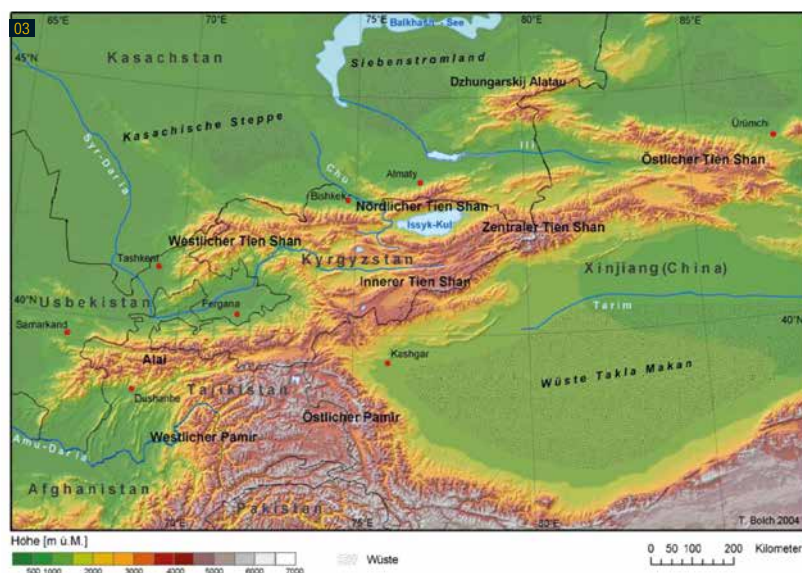 03
65°E
70°E
75°E
80°E
85°E
Balkhash - See
45°N
Kasachstan
Siebenstromland
Dzhungarskij Alatau
Kasachische Steppe
Ürümchi
Syr-Darja
Ili
Östlicher Tien Shan
Chu
Almaty
Bishkek
Nördlicher Tien Shan
Issyk-Kul
Westlicher Tien Shan
Zentraler Tien Shan
Tashkent
Kyrgyzstan
Xinjiang (China)
Innerer Tien Shan
40°N
Usbekistan
Fergana
Tarim
Samarkand
40°N
Alai
Kashgar
Wüste Takla Makan
Dushanbe
Tajikistan
Östlicher Pamir
Westlicher Pamir
Amu-Darja
Afghanistan
Pakistan
70°E
75°E
80°E
T. Bolch 2004
Höhe [m ü.M.]
500 1000 2000 3000 4000 5000 6000 7000
Wüste
0 50 100 200 Kilometer